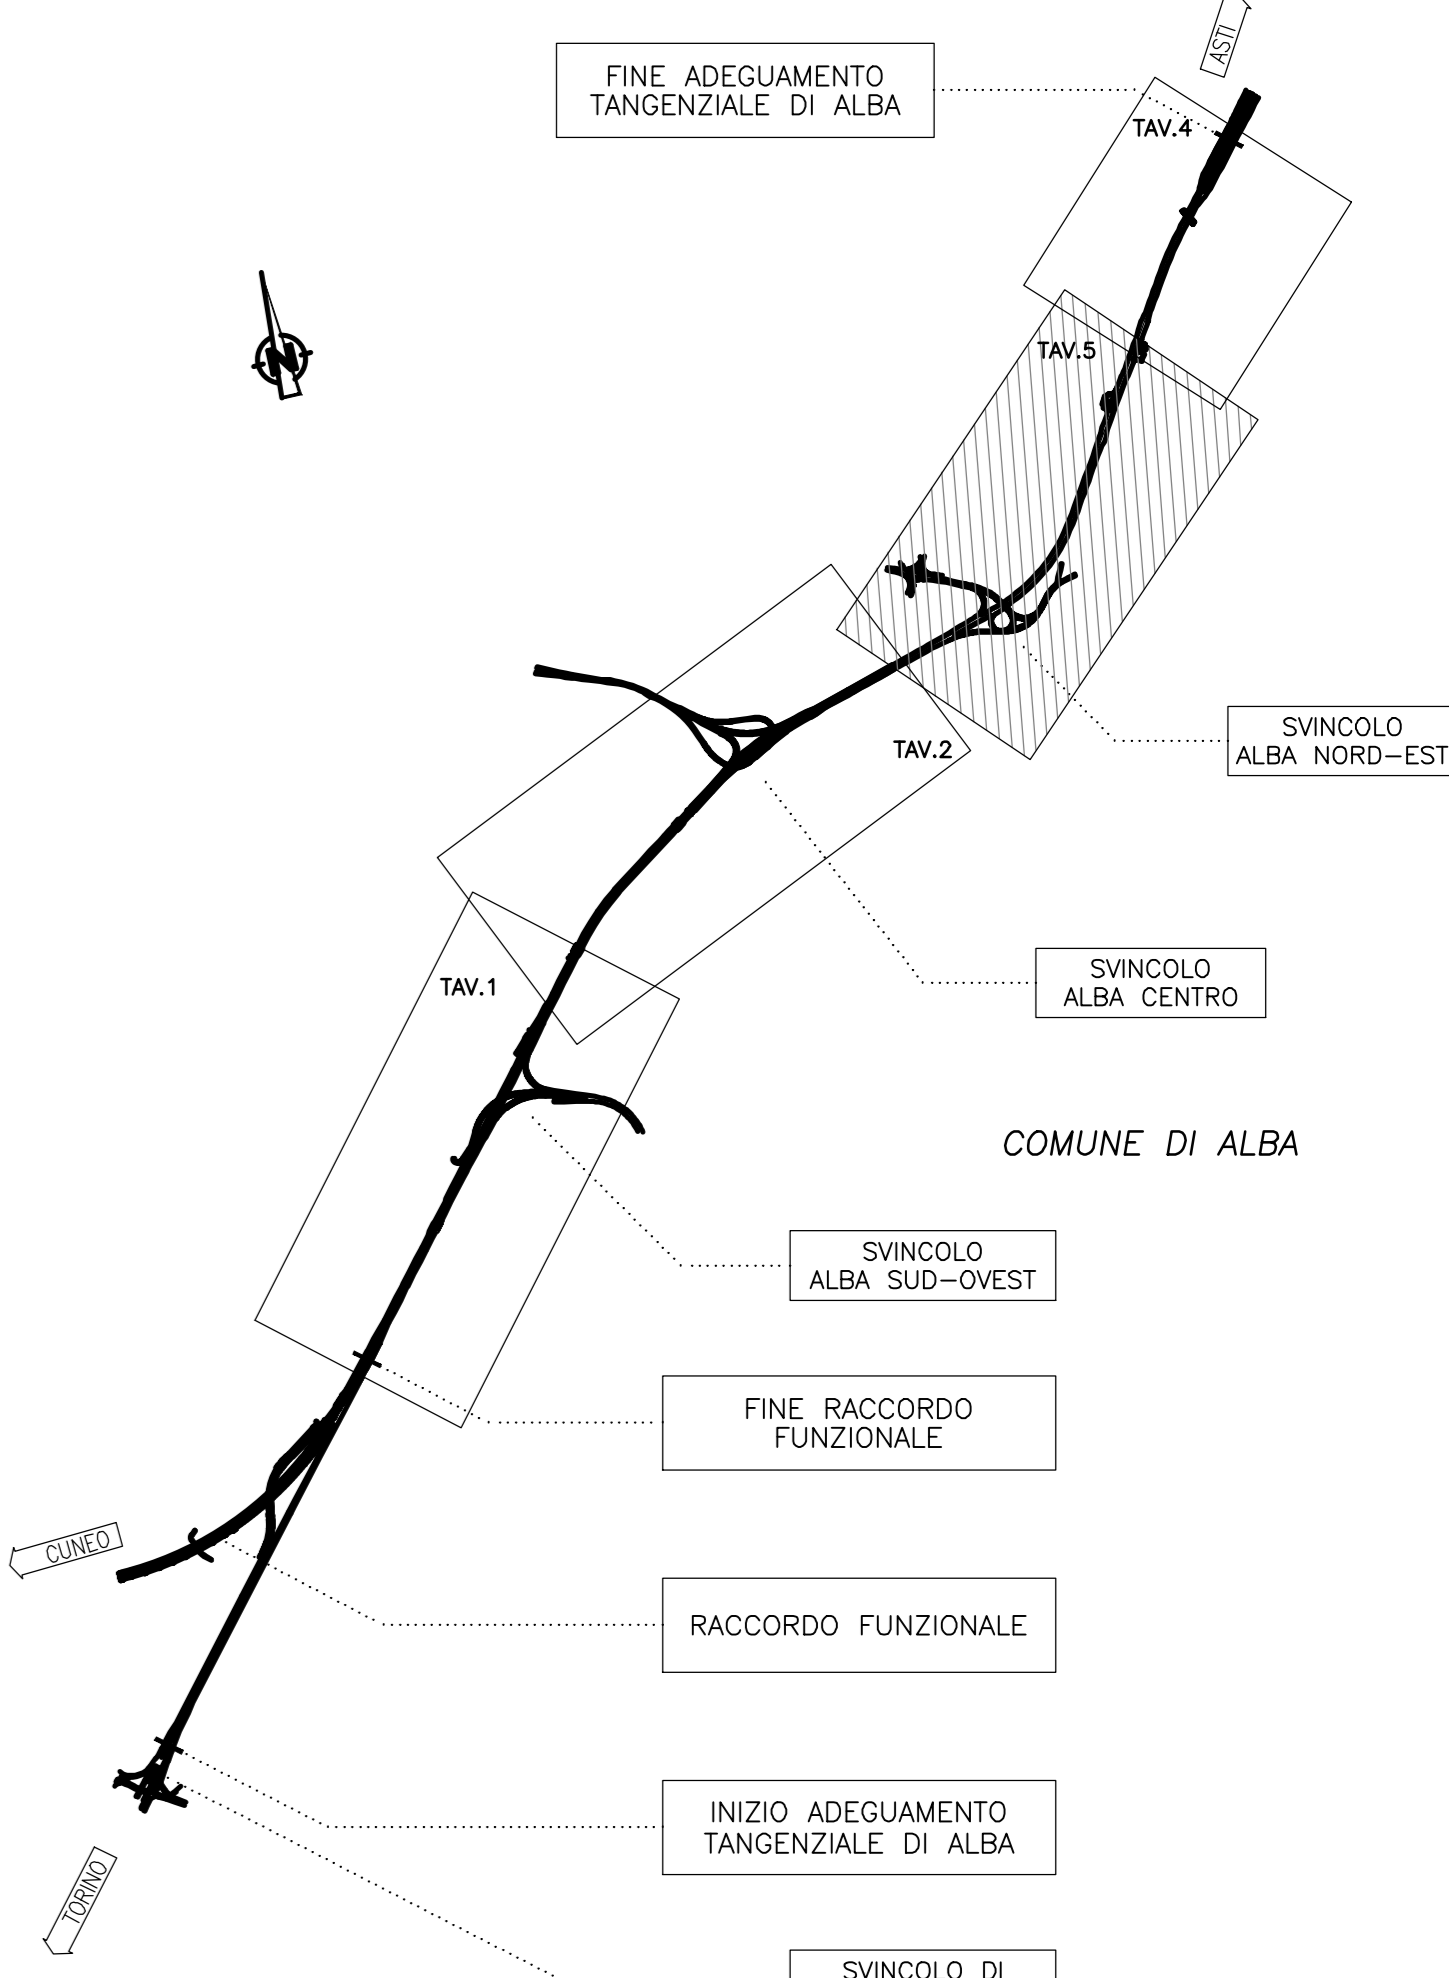 ASTI
FINE ADEGUAMENTO
TANGENZIALE DI ALBA
TAV.4
N
TAV.5
SVINCOLO
ALBA NORD-EST
TAV.2
SVINCOLO
ALBA CENTRO
TAV.1
COMUNE DI ALBA
SVINCOLO
ALBA SUD-OVEST
FINE RACCORDO
FUNZIONALE
CUNEO
RACCORDO FUNZIONALE
INIZIO ADEGUAMENTO
TANGENZIALE DI ALBA
TORINO
SVINCOLO DI